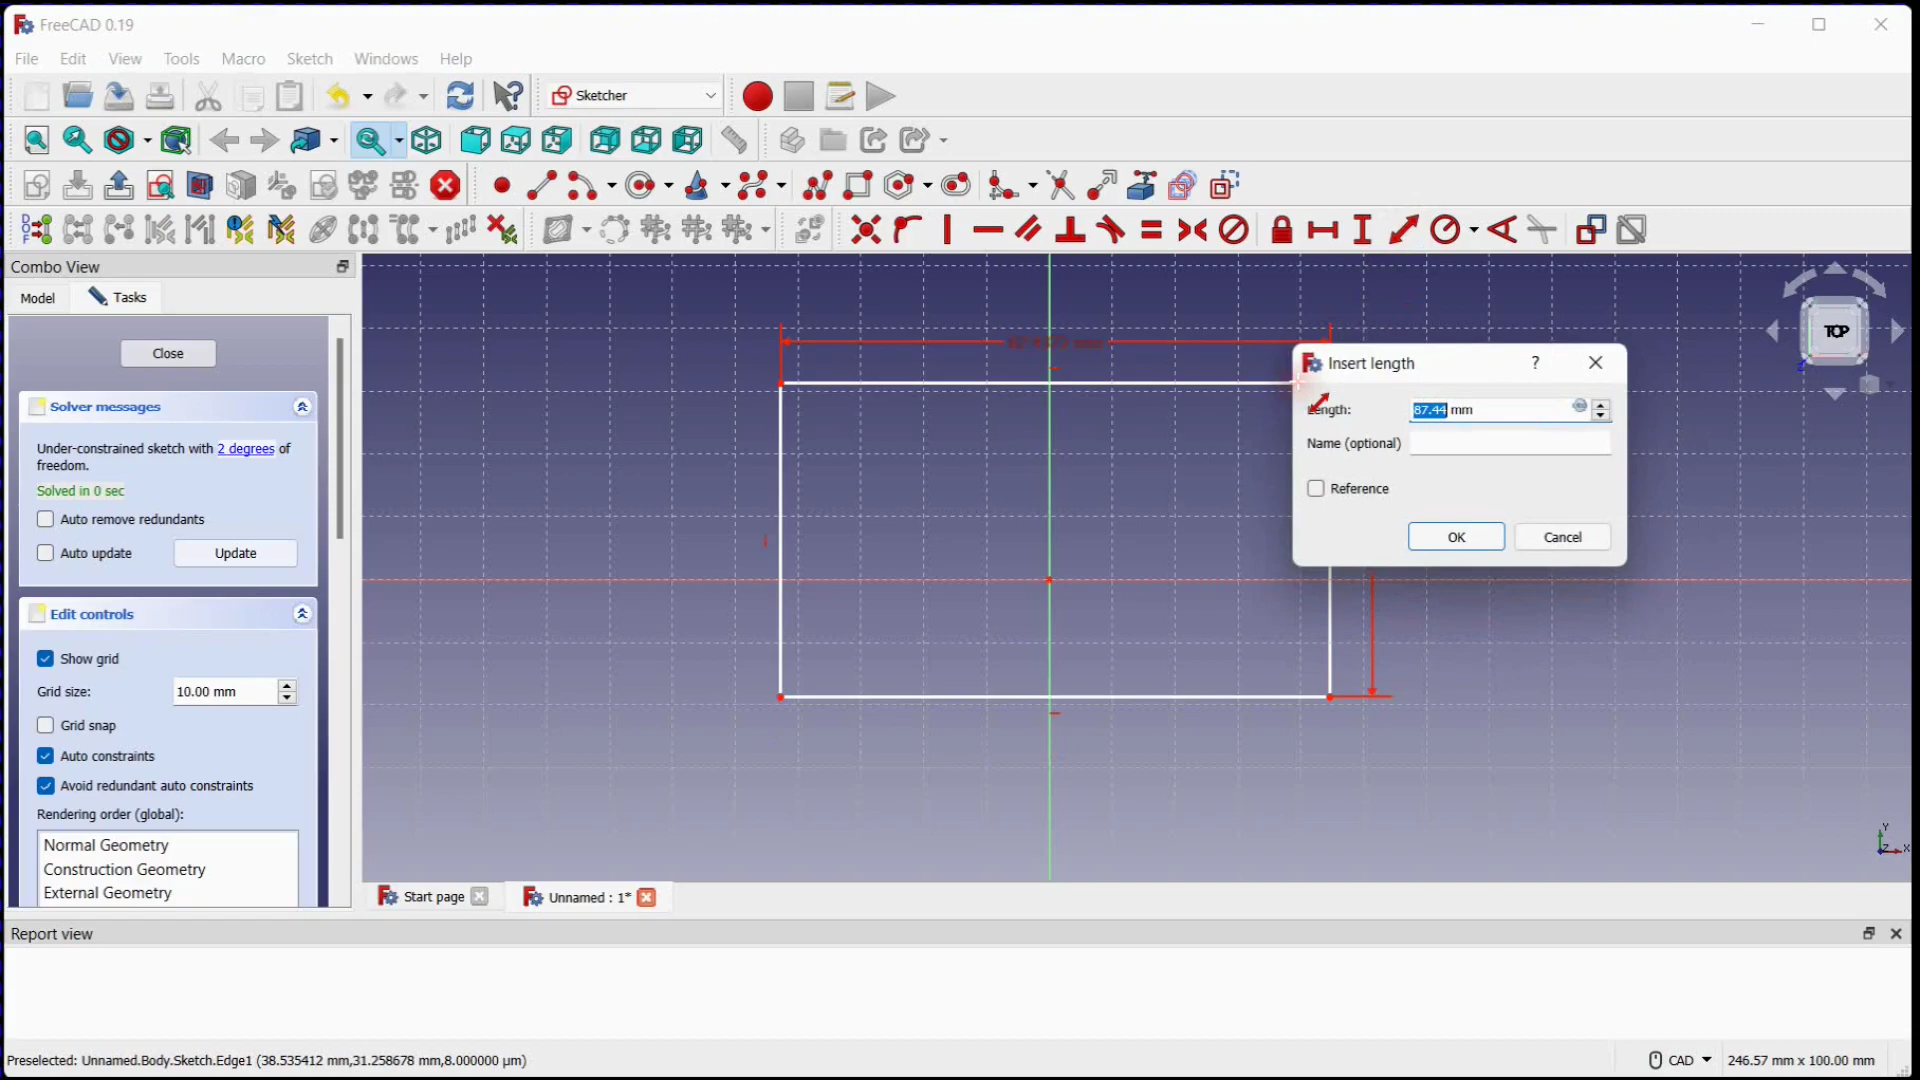 FreeCAD 0.19
File Edit View Tools Macro Sketch Windows Help
Sketcher
Combo View
Model Tasks
Close
Solver messages
Under-constrained sketch with 2 degrees of
freedom.
Solved in 0 sec
Auto remove redundants
Auto update Update
Edit controls
Show grid
Grid size: 10.00 mm
Grid snap
Auto constraints
Avoid redundant auto constraints
Rendering order (global):
Normal Geometry
Construction Geometry
External Geometry
TOP
Insert length ?
Length: 87.44 mm
Name (optional)
Reference
OK Cancel
Y
Z X
Start page Unnamed : 1*
Report view
Preselected: Unnamed.Body.Sketch.Edge1 (38.535412 mm,31.258678 mm,8.000000 µm)
CAD 246.57 mm x 100.00 mm